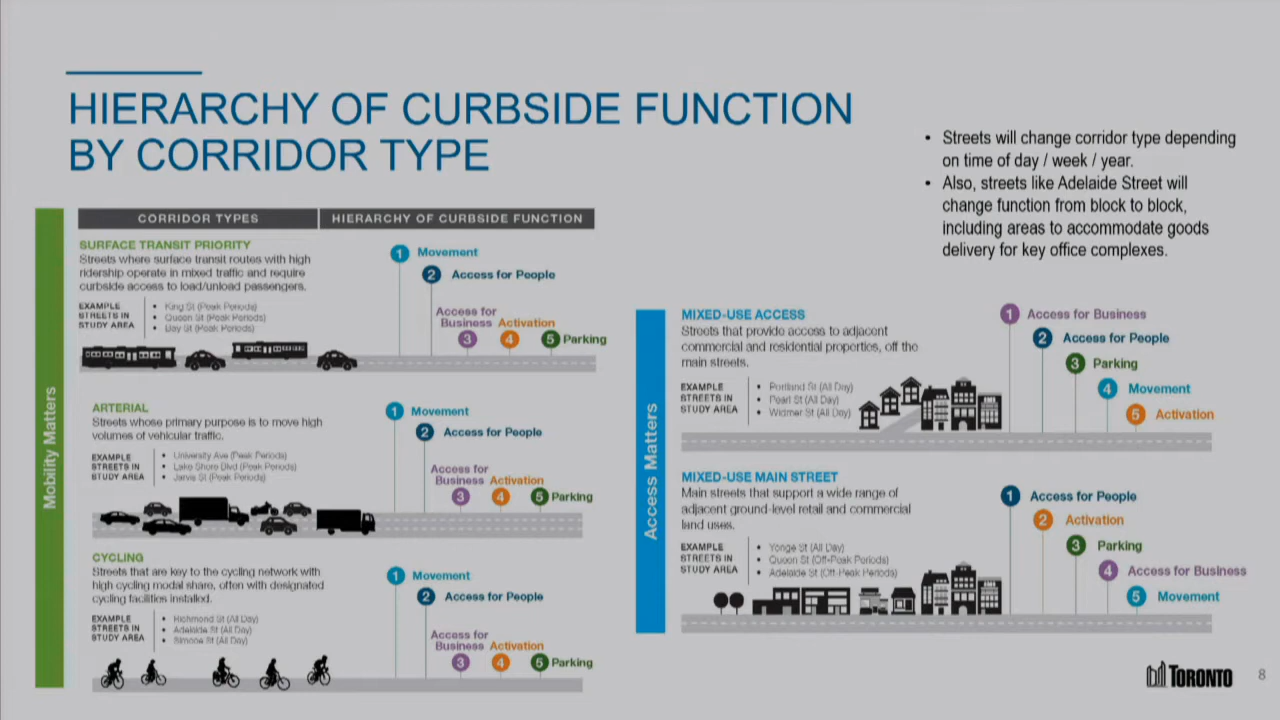 HIERARCHY OF CURBSIDE FUNCTION
BY CORRIDOR TYPE
• Streets will change corridor type depending
on time of day / week / year.
• Also, streets like Adelaide Street will
change function from block to block,
including areas to accommodate goods
delivery for key office complexes.
Mobility Matters
CORRIDOR TYPES
HIERARCHY OF CURBSIDE FUNCTION
SURFACE TRANSIT PRIORITY
Streets where surface transit routes with high
ridership operate in mixed traffic and require
curbside access to load/unload passengers.
EXAMPLE
STREETS IN
STUDY AREA
• King St (Peak Periods)
• Queen St (Peak Periods)
• Bay St (Peak Periods)
1 Movement
2 Access for People
Access for
Business
3
Activation
4
5 Parking
ARTERIAL
Streets whose primary purpose is to move high
volumes of vehicular traffic.
EXAMPLE
STREETS IN
STUDY AREA
• University Ave (Peak Periods)
• Lake Shore Blvd (Peak Periods)
• Jarvis St (Peak Periods)
1 Movement
2 Access for People
Access for
Business
3
Activation
4
5 Parking
CYCLING
Streets that are key to the cycling network with
high cycling modal share, often with designated
cycling facilities installed.
EXAMPLE
STREETS IN
STUDY AREA
• Richmond St (All Day)
• Adelaide St (All Day)
• Simcoe St (All Day)
1 Movement
2 Access for People
Access for
Business
3
Activation
4
5 Parking
Access Matters
MIXED-USE ACCESS
Streets that provide access to adjacent
commercial and residential properties, off the
main streets.
EXAMPLE
STREETS IN
STUDY AREA
• Portland St (All Day)
• Pearl St (All Day)
• Widmer St (All Day)
1 Access for Business
2 Access for People
3 Parking
4 Movement
5 Activation
MIXED-USE MAIN STREET
Main streets that support a wide range of
adjacent ground-level retail and commercial
land uses.
EXAMPLE
STREETS IN
STUDY AREA
• Yonge St (All Day)
• Queen St (Off-Peak Periods)
• Adelaide St (Off-Peak Periods)
1 Access for People
2 Activation
3 Parking
4 Access for Business
5 Movement
TORONTO
8